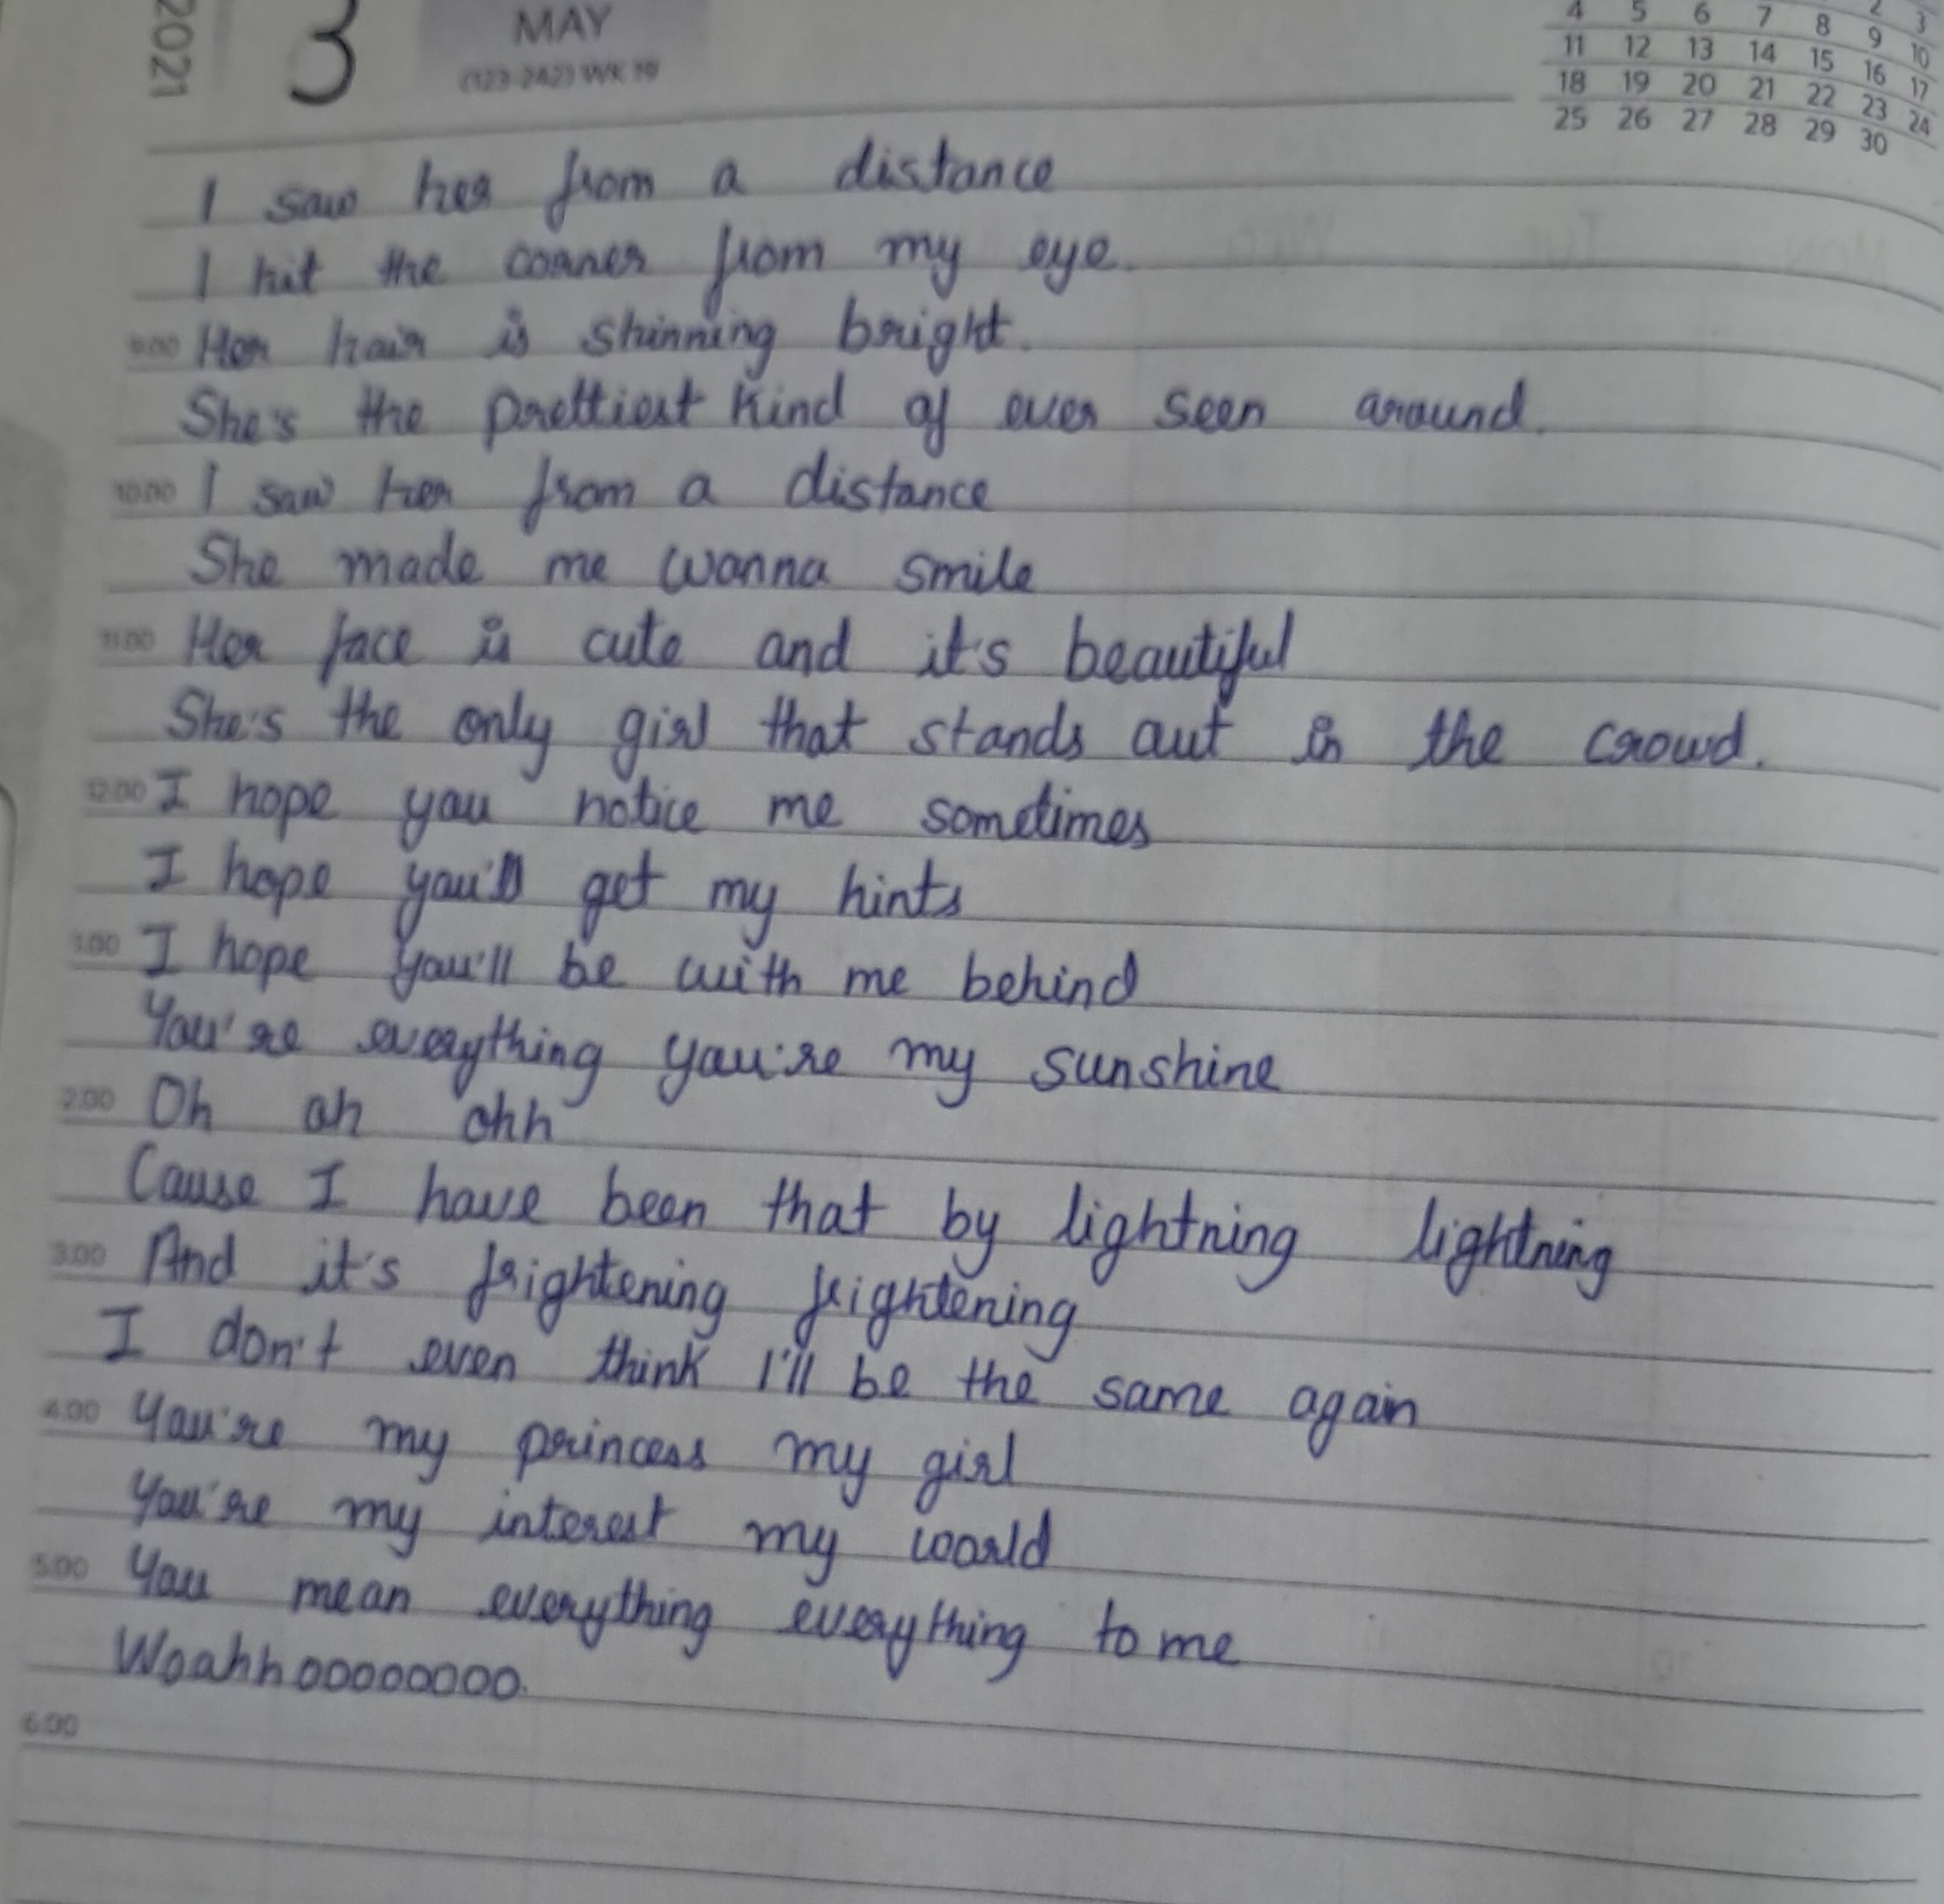 2021
3
MAY
(123-242) WK 19
2 3
4 5 6 7 8 9 10
11 12 13 14 15 16 17
18 19 20 21 22 23 24
25 26 27 28 29 30
I saw her from a distance
I hit the corner from my eye.
9.00 Her hair is shinning bright.
She's the prettiest kind of ever seen around.
10.00 I saw her from a distance
She made me wanna smile
11.00 Her face is cute and it's beautiful
She's the only girl that stands out in the crowd.
12.00 I hope you notice me sometimes
I hope you'll get my hints
1.00 I hope you'll be with me behind
You're everything you're my sunshine
2.00 Oh oh ohh
Cause I have been that by lightning lightning
3.00 And it's frightening frightening
I don't even think I'll be the same again
4.00 You're my princess my girl
You're my interest my world
5.00 You mean everything everything to me
Woahhoooooooo.
6.00